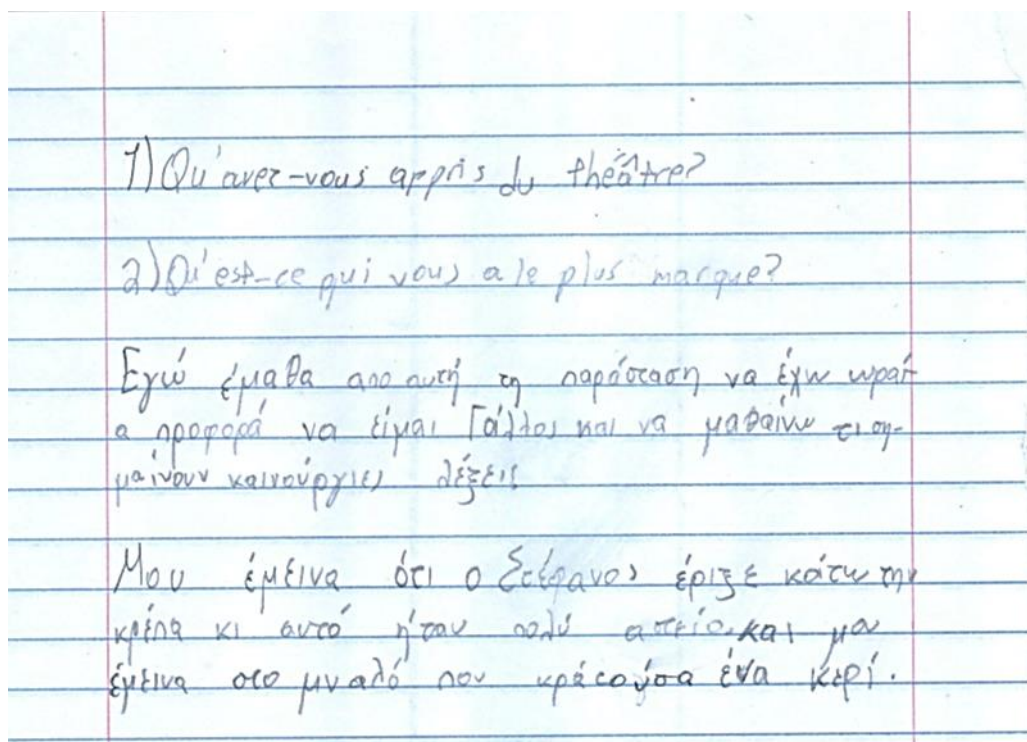 1) Qu'avez-vous appris du théâtre?
2) Qu'est-ce qui vous a le plus marque?
Εγώ έμαθα απο αυτή τη παράσταση να έχω ωραί-
α προφορά να είμαι Γάλλος και να μαθαίνω τι ση-
μαίνουν καινούργιες λέξεις
Μου έμεινα ότι ο Στέφανος έριξε κάτω την
κρέπα κι αυτό ήταν πολύ αστείο. και μου
έμεινα στο μυαλό που κράτούσα ένα κερί.